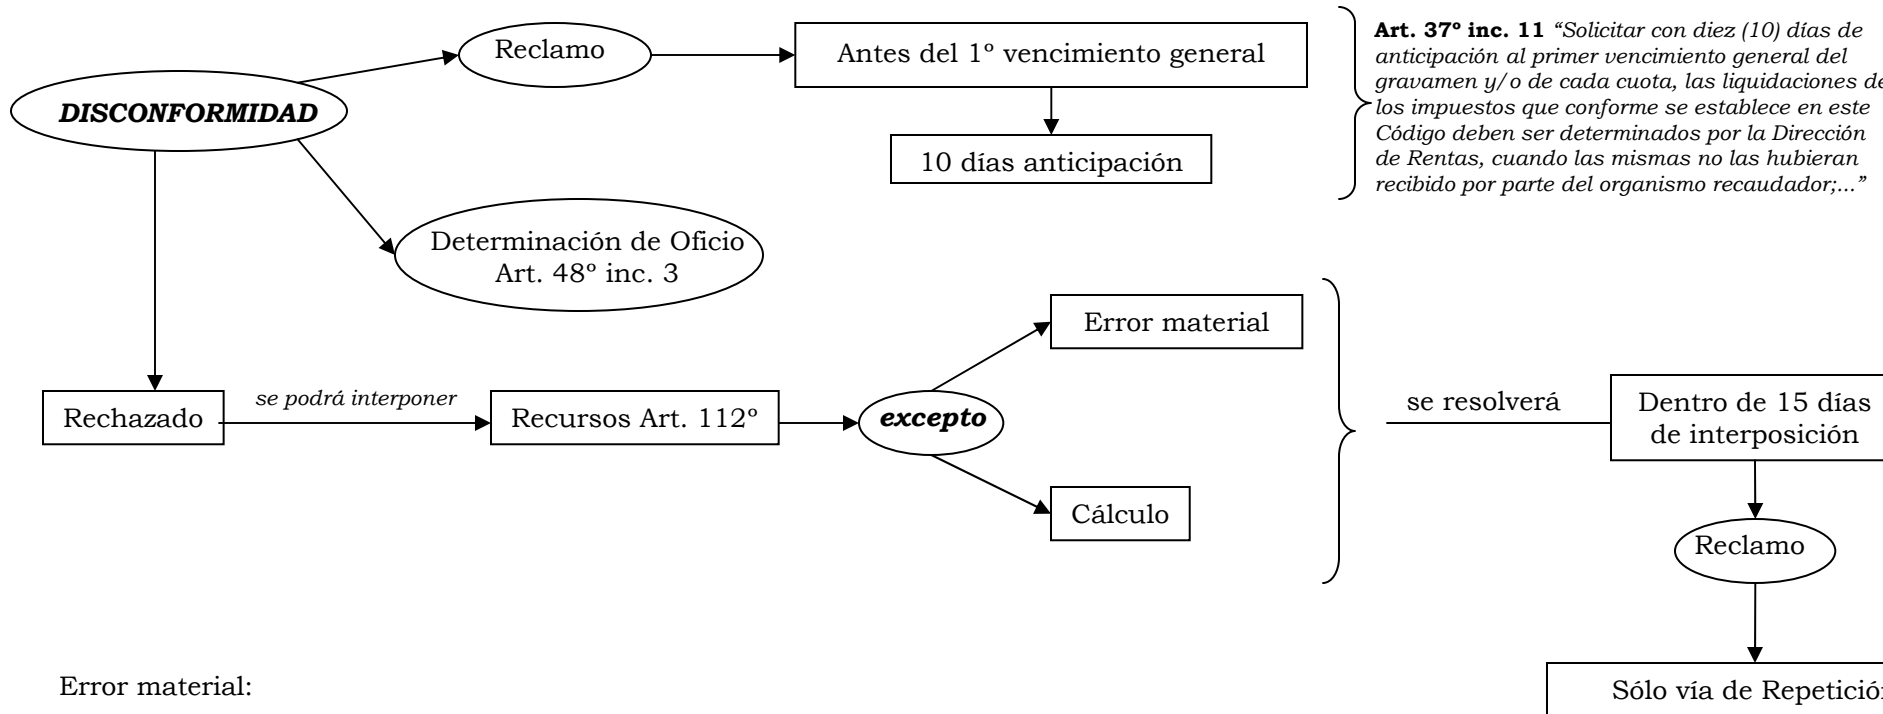 Reclamo
Antes del 1º vencimiento general
Art. 37º inc. 11 “Solicitar con diez (10) días de
anticipación al primer vencimiento general del
gravamen y/o de cada cuota, las liquidaciones de
los impuestos que conforme se establece en este
Código deben ser determinados por la Dirección
de Rentas, cuando las mismas no las hubieran
recibido por parte del organismo recaudador;...”
DISCONFORMIDAD
10 días anticipación
Determinación de Oficio
Art. 48º inc. 3
Error material
Rechazado
se podrá interponer
Recursos Art. 112º
excepto
se resolverá
Dentro de 15 días
de interposición
Cálculo
Reclamo
Error material:
Sólo vía de Repetición